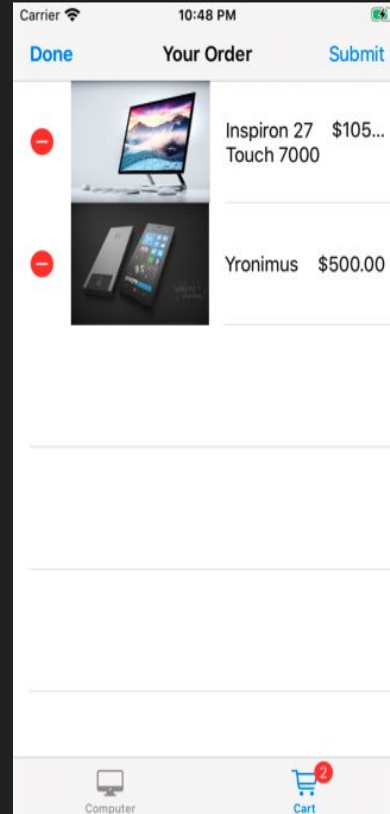 Carrier 10:48 PM
Done Your Order Submit
Inspiron 27 $105...
Touch 7000
Yronimus $500.00
2
Computer Cart